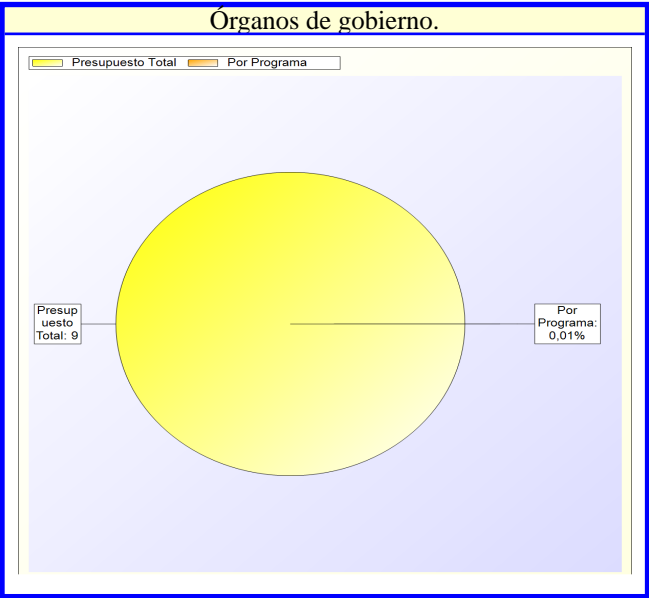 Órganos de gobierno.
Presupuesto Total Por Programa
Presup
uesto
Total: 9
Por
Programa:
0,01%